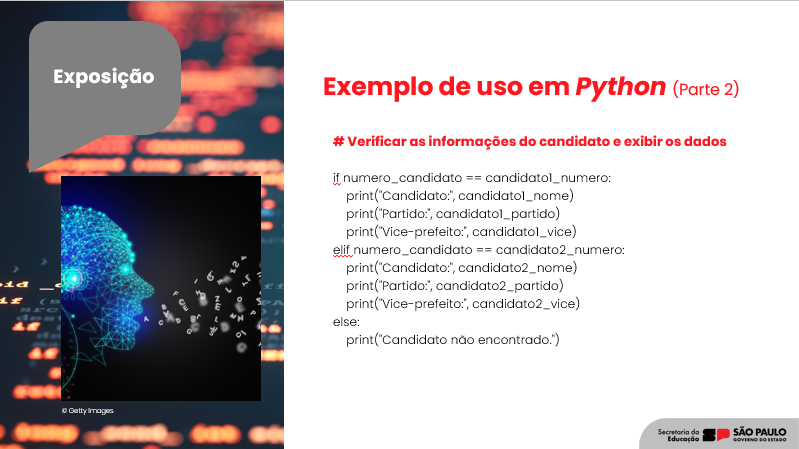 Exposição
Exemplo de uso em Python (Parte 2)
# Verificar as informações do candidato e exibir os dados
if numero_candidato == candidato1_numero:
    print("Candidato:", candidato1_nome)
    print("Partido:", candidato1_partido)
    print("Vice-prefeito:", candidato1_vice)
elif numero_candidato == candidato2_numero:
    print("Candidato:", candidato2_nome)
    print("Partido:", candidato2_partido)
    print("Vice-prefeito:", candidato2_vice)
else:
    print("Candidato não encontrado.")
© Getty Images
Secretaria da
Educação
SÃO PAULO
GOVERNO DO ESTADO